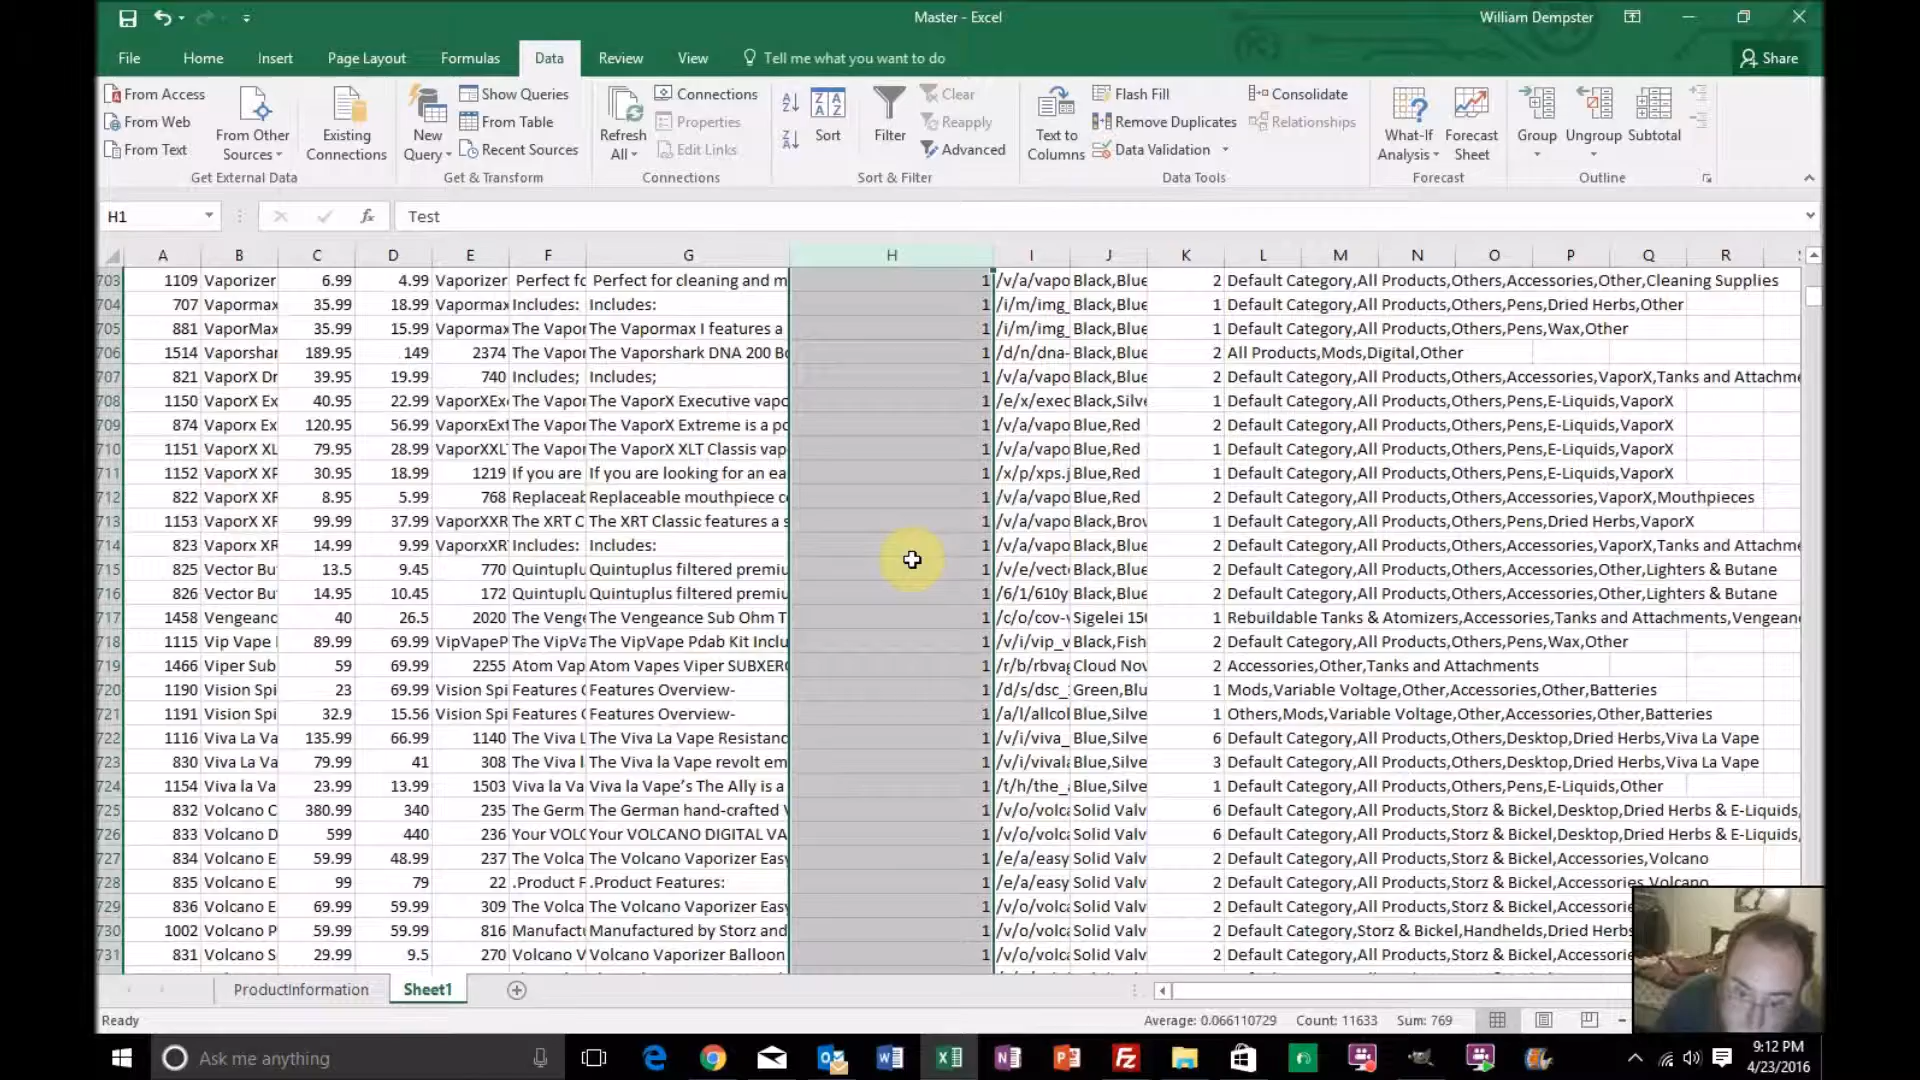 Master - Excel
William Dempster
File Home Insert Page Layout Formulas Data Review View Tell me what you want to do Share
From Access
From Web
From Text
From Other Sources
Existing Connections
Get External Data
New Query
Show Queries
From Table
Recent Sources
Get & Transform
Refresh All
Connections
Properties
Edit Links
Connections
Sort
Filter
Clear
Reapply
Advanced
Sort & Filter
Text to Columns
Flash Fill
Remove Duplicates
Data Validation
Consolidate
Relationships
Data Tools
What-If Analysis
Forecast Sheet
Forecast
Group
Ungroup
Subtotal
Outline
H1 fx Test
A B C D E F G H I J K L M N O P Q R
703 1109 Vaporizer 6.99 4.99 Vaporizer Perfect fo Perfect for cleaning and m 1 /v/a/vapo Black,Blue 2 Default Category,All Products,Others,Accessories,Other,Cleaning Supplies
704 707 Vapormax 35.99 18.99 Vapormax Includes: Includes: 1 /i/m/img_ Black,Blue 1 Default Category,All Products,Others,Pens,Dried Herbs,Other
705 881 VaporMax 35.99 15.99 Vapormax The Vapor The Vapormax I features a 1 /i/m/img_ Black,Blue 1 Default Category,All Products,Others,Pens,Wax,Other
706 1514 Vaporshar 189.95 149 2374 The Vapor The Vaporshark DNA 200 Bo 1 /d/n/dna- Black,Blue 2 All Products,Mods,Digital,Other
707 821 VaporX Dr 39.95 19.99 740 Includes; Includes; 1 /v/a/vapo Black,Blue 2 Default Category,All Products,Others,Accessories,VaporX,Tanks and Attachme
708 1150 VaporX Ex 40.95 22.99 VaporXExe The Vapor The VaporX Executive vapo 1 /e/x/exec Black,Silve 1 Default Category,All Products,Others,Pens,E-Liquids,VaporX
709 874 Vaporx Ex 120.95 56.99 VaporxExt The Vapor The VaporX Extreme is a po 1 /v/a/vapo Blue,Red 2 Default Category,All Products,Others,Pens,E-Liquids,VaporX
710 1151 VaporX XL 79.95 28.99 VaporXXL The Vapor The VaporX XLT Classic vap 1 /v/a/vapo Blue,Red 1 Default Category,All Products,Others,Pens,E-Liquids,VaporX
711 1152 VaporX XP 30.95 18.99 1219 If you are If you are looking for an ea 1 /x/p/xps.j Blue,Red 1 Default Category,All Products,Others,Pens,E-Liquids,VaporX
712 822 VaporX XR 8.95 5.99 768 Replaceab Replaceable mouthpiece c 1 /v/a/vapo Blue,Red 2 Default Category,All Products,Others,Accessories,VaporX,Mouthpieces
713 1153 VaporX XR 99.99 37.99 VaporXXR The XRT C The XRT Classic features a s 1 /v/a/vapo Black,Brov 1 Default Category,All Products,Others,Pens,Dried Herbs,VaporX
714 823 Vaporx XR 14.99 9.99 VaporxXR Includes: Includes: 1 /v/a/vapo Black,Blue 2 Default Category,All Products,Others,Accessories,VaporX,Tanks and Attachme
715 825 Vector Bu 13.5 9.45 770 Quintuplu Quintuplus filtered premiu 1 /v/e/vect Black,Blue 2 Default Category,All Products,Others,Accessories,Other,Lighters & Butane
716 826 Vector Bu 14.95 10.45 172 Quintuplu Quintuplus filtered premiu 1 /6/1/610y Black,Blue 2 Default Category,All Products,Others,Accessories,Other,Lighters & Butane
717 1458 Vengeanc 40 26.5 2020 The Venge The Vengeance Sub Ohm T 1 /c/o/cov-v Sigelei 150 1 Rebuildable Tanks & Atomizers,Accessories,Tanks and Attachments,Vengean
718 1115 Vip Vape 89.99 69.99 VipVapeP The VipVa The VipVape Pdab Kit Inclu 1 /v/i/vip_v Black,Fish 2 Default Category,All Products,Others,Pens,Wax,Other
719 1466 Viper Sub 59 69.99 2255 Atom Vap Atom Vapes Viper SUBXERO 1 /r/b/rbvag Cloud Nov 2 Accessories,Other,Tanks and Attachments
720 1190 Vision Spi 23 69.99 Vision Spi Features O Features Overview- 1 /d/s/dsc_ Green,Blu 1 Mods,Variable Voltage,Other,Accessories,Other,Batteries
721 1191 Vision Spi 32.9 15.56 Vision Spi Features O Features Overview- 1 /a/l/allcol Blue,Silve 1 Others,Mods,Variable Voltage,Other,Accessories,Other,Batteries
722 1116 Viva La Va 135.99 66.99 1140 The Viva L The Viva La Vape Resistanc 1 /v/i/viva_ Blue,Silve 6 Default Category,All Products,Others,Desktop,Dried Herbs,Viva La Vape
723 830 Viva La Va 79.99 41 308 The Viva l The Viva La Vape revolt em 1 /v/i/vivala Blue,Silve 3 Default Category,All Products,Others,Desktop,Dried Herbs,Viva La Vape
724 1154 Viva la Va 23.99 13.99 1503 Viva la Va Viva la Vape's The Ally is a 1 /t/h/the_a Blue,Silve 1 Default Category,All Products,Others,Pens,E-Liquids,Other
725 832 Volcano C 380.99 340 235 The Germ The German hand-crafted V 1 /v/o/volca Solid Valv 6 Default Category,All Products,Storz & Bickel,Desktop,Dried Herbs & E-Liquids,
726 833 Volcano D 599 440 236 Your VOLC Your VOLCANO DIGITAL VA 1 /v/o/volca Solid Valv 6 Default Category,All Products,Storz & Bickel,Desktop,Dried Herbs & E-Liquids,
727 834 Volcano E 59.99 48.99 237 The Volca The Volcano Vaporizer Easy 1 /e/a/easy Solid Valv 2 Default Category,All Products,Storz & Bickel,Accessories,Volcano
728 835 Volcano E 99 79 22 .Product F .Product Features: 1 /e/a/easy Solid Valv 2 Default Category,All Products,Storz & Bickel,Accessories,Volcano
729 836 Volcano E 69.99 59.99 309 The Volca The Volcano Vaporizer Easy 1 /v/o/volca Solid Valv 2 Default Category,All Products,Storz & Bickel,Accessorie
730 1002 Volcano P 59.99 59.99 816 Manufactu Manufactured by Storz and 1 /v/o/volca Solid Valv 2 Default Category,Storz & Bickel,Handhelds,Dried Herbs
731 831 Volcano S 29.99 9.5 270 Volcano V Volcano Vaporizer Balloon 1 /v/o/volca Solid Valv 2 Default Category,All Products,Storz & Bickel,Accessorie
ProductInformation Sheet1
Ready Average: 0.066110729 Count: 11633 Sum: 769
Ask me anything
9:12 PM
4/23/2016